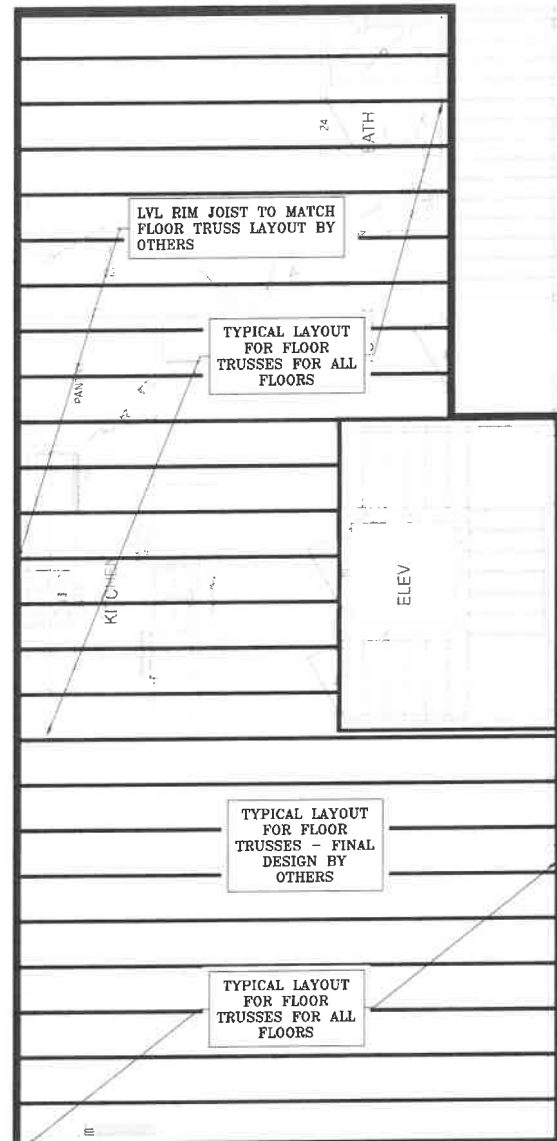 24
BATH
LVL RIM JOIST TO MATCH
FLOOR TRUSS LAYOUT BY
OTHERS
TYPICAL LAYOUT
FOR FLOOR
TRUSSES FOR ALL
FLOORS
PAN
KITCHEN
ELEV
TYPICAL LAYOUT
FOR FLOOR
TRUSSES - FINAL
DESIGN BY
OTHERS
TYPICAL LAYOUT
FOR FLOOR
TRUSSES FOR ALL
FLOORS